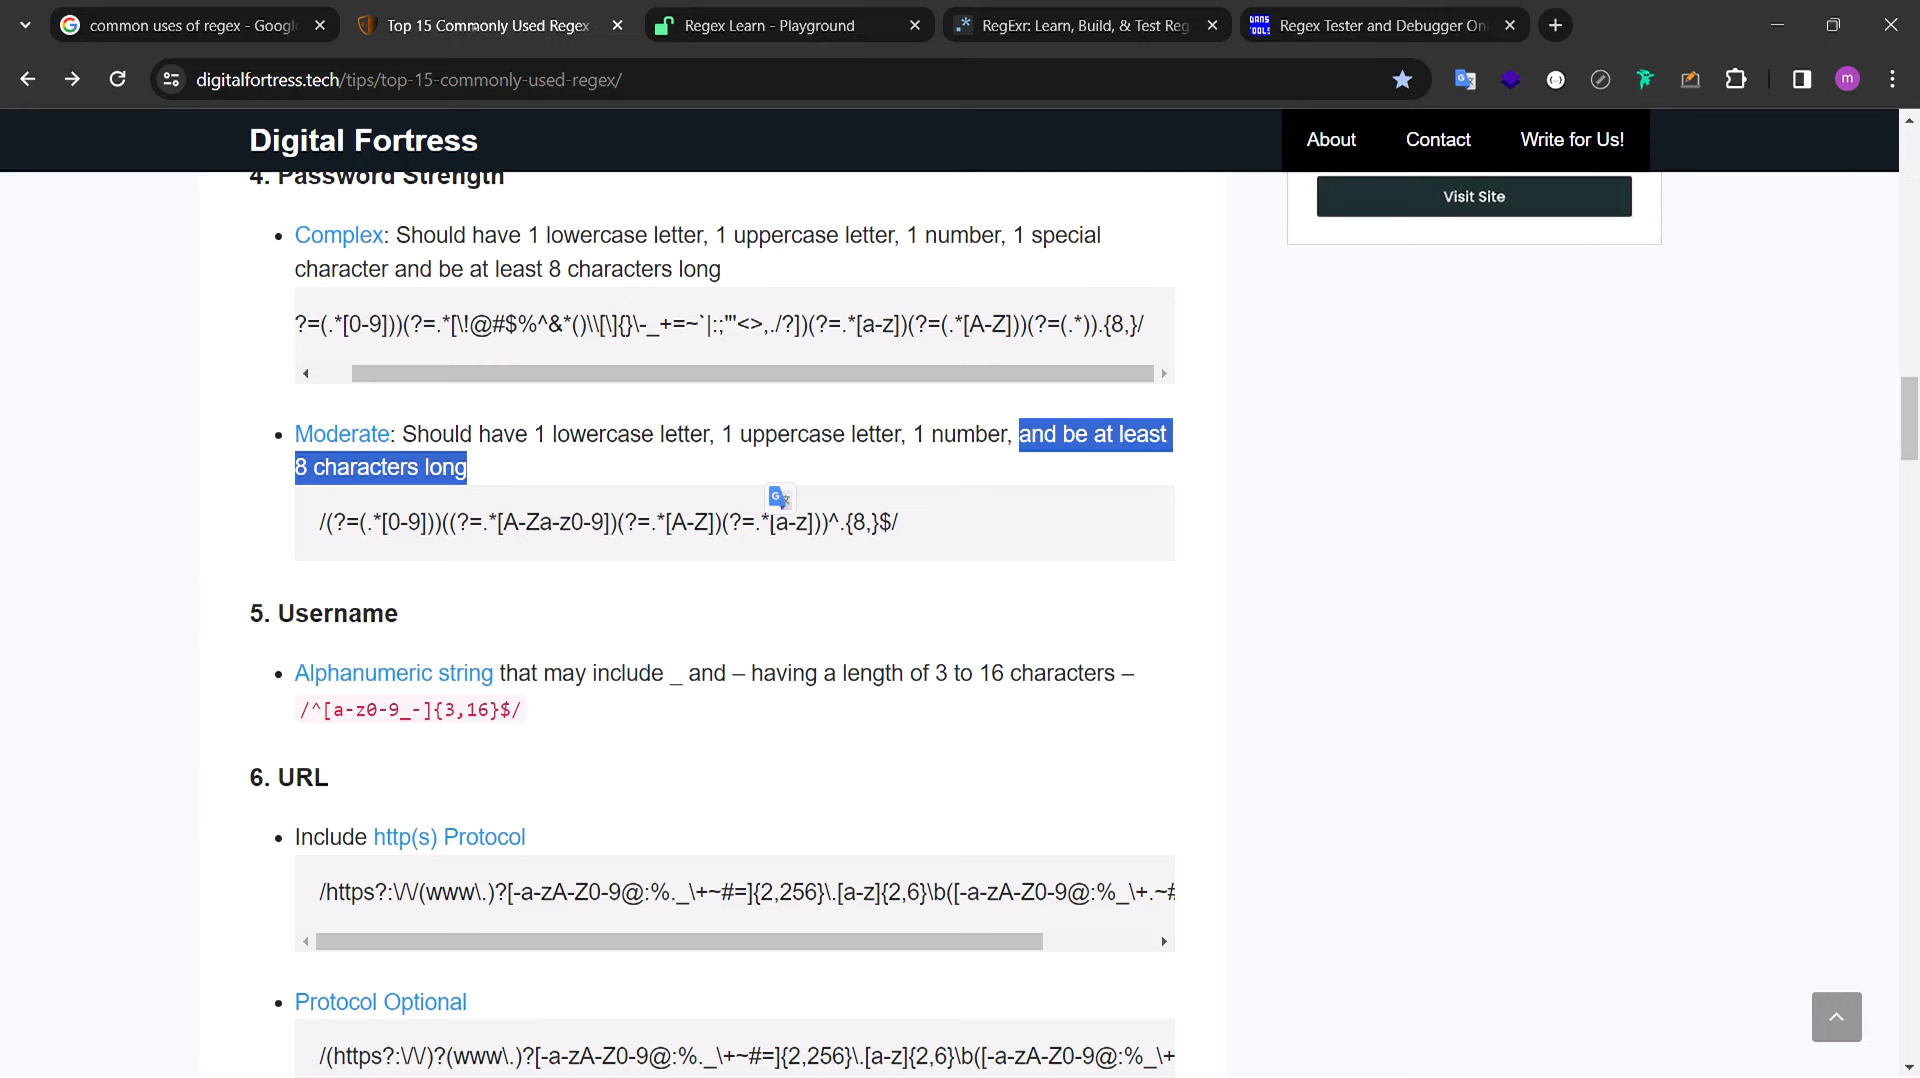 common uses of regex - Googl
Top 15 Commonly Used Regex
Regex Learn - Playground
RegExr: Learn, Build, & Test Reg
DANS TOOLS
Regex Tester and Debugger Onl
digitalfortress.tech/tips/top-15-commonly-used-regex/
m
Digital Fortress
About
Contact
Write for Us!
4. Password Strength
Visit Site
Complex: Should have 1 lowercase letter, 1 uppercase letter, 1 number, 1 special
character and be at least 8 characters long
?=(.*[0-9]))(?=.*[\!@#$%^&*()\\[\]{}\-_+=~`|:;"'<>,./?])(?=.*[a-z])(?=(.*[A-Z]))(?=(.*)).{8,}/
Moderate: Should have 1 lowercase letter, 1 uppercase letter, 1 number, and be at least
8 characters long
/(?=(.*[0-9]))((?=.*[A-Za-z0-9])(?=.*[A-Z])(?=.*[a-z]))^.{8,}$/
5. Username
Alphanumeric string that may include _ and – having a length of 3 to 16 characters –
/^[a-z0-9_-]{3,16}$/
6. URL
Include http(s) Protocol
/https?:\/\/(www\.)?[-a-zA-Z0-9@:%._\+~#=]{2,256}\.[a-z]{2,6}\b([-a-zA-Z0-9@:%_\+.~#
Protocol Optional
/(https?:\/\/)?(www\.)?[-a-zA-Z0-9@:%._\+~#=]{2,256}\.[a-z]{2,6}\b([-a-zA-Z0-9@:%_\+